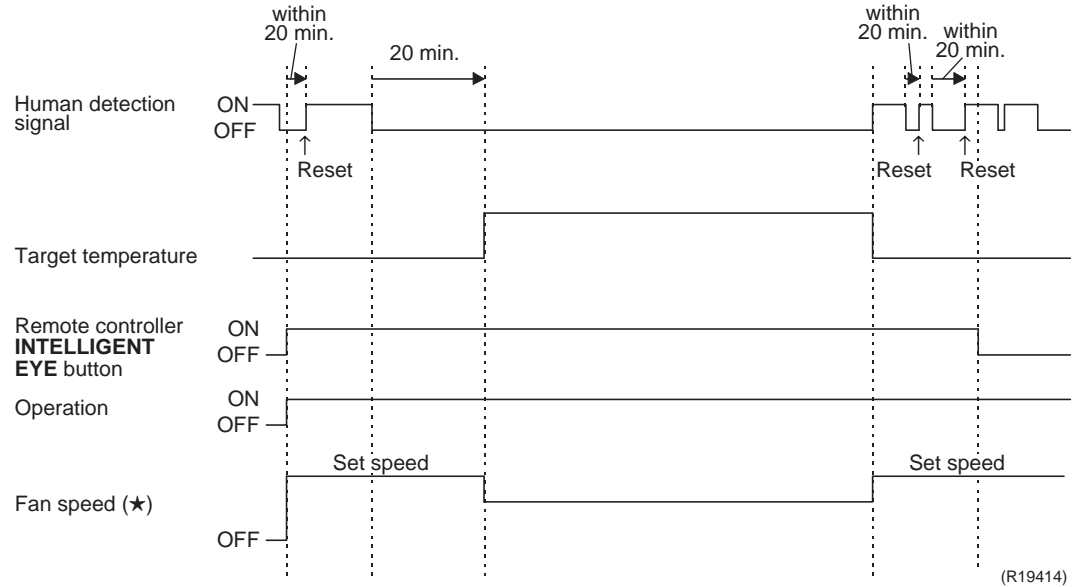 within
20 min.
20 min.
within
20 min.
within
20 min.
Human detection
signal
ON
OFF
↑
Reset
↑
Reset
↑
Reset
Target temperature
Remote controller
INTELLIGENT
EYE button
ON
OFF
Operation
ON
OFF
Set speed
Set speed
Fan speed (★)
OFF
(R19414)